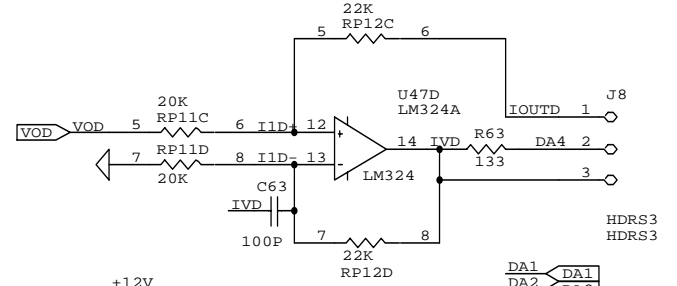 22K
RP12C
5 6
U47D
LM324A
J8
20K
RP11C
IOUTD 1
VOD VOD 5 6 I1D+ 12 +
14 IVD R63 DA4 2
133
RP11D
7 8 I1D- 13 -
20K
LM324
3
C63
IVD
100P
HDRS3
HDRS3
7 8
22K
RP12D
DA1 DA1
+12V
DA2